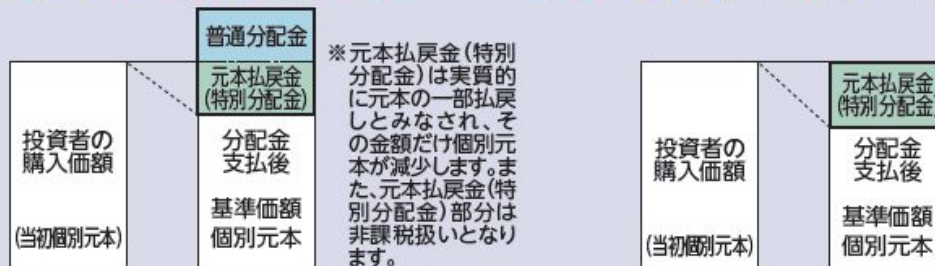 普通分配金
元本払戻金
(特別分配金)
投資者の
購入価額
(当初個別元本)
分配金
支払後
基準価額
個別元本
※元本払戻金(特別
分配金)は実質的
に元本の一部払戻
しとみなされ、そ
の金額だけ個別元
本が減少します。ま
た、元本払戻金(特
別分配金)部分は
非課税扱いとなり
ます。
投資者の
購入価額
(当初個別元本)
元本払戻金
(特別分配金)
分配金
支払後
基準価額
個別元本